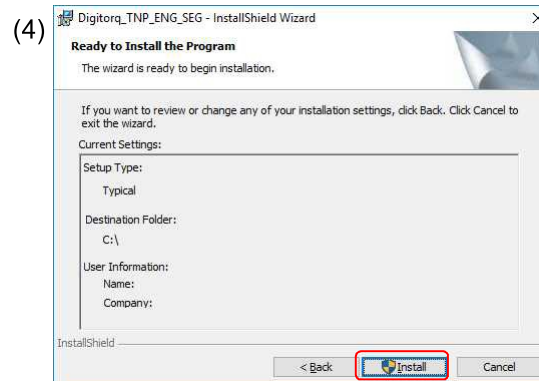 (4)
Digitorq_TNP_ENG_SEG - InstallShield Wizard
Ready to Install the Program
The wizard is ready to begin installation.
If you want to review or change any of your installation settings, click Back. Click Cancel to
exit the wizard.
Current Settings:
Setup Type:
Typical
Destination Folder:
C:\
User Information:
Name:
Company:
InstallShield
< Back
Install
Cancel